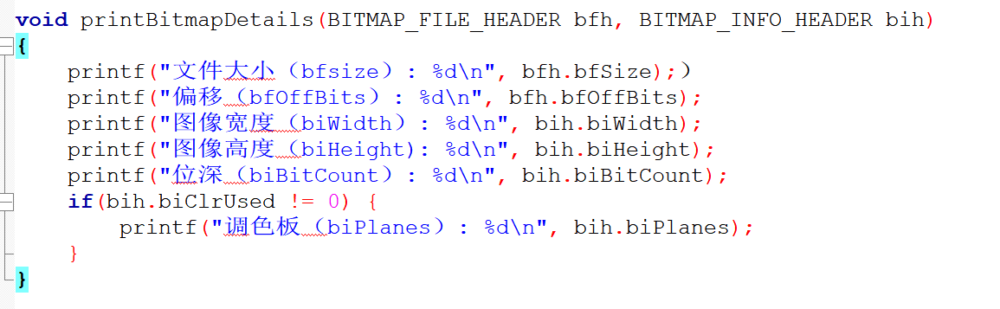 void printBitmapDetails(BITMAP_FILE_HEADER bfh, BITMAP_INFO_HEADER bih)
{
    printf("文件大小（bfsize）: %d\n", bfh.bfSize);）
    printf("偏移（bfOffBits）: %d\n", bfh.bfOffBits);
    printf("图像宽度（biWidth）: %d\n", bih.biWidth);
    printf("图像高度（biHeight): %d\n", bih.biHeight);
    printf("位深（biBitCount）: %d\n", bih.biBitCount);
    if(bih.biClrUsed != 0) {
        printf("调色板（biPlanes）: %d\n", bih.biPlanes);
    }
}